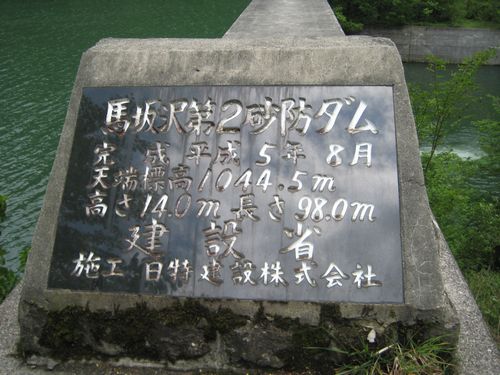 馬坂沢第2砂防ダム
完成 平成5年8月
天端標高1044.5m
高さ14.0m 長さ98.0m
建設省
施工 日特建設株式会社